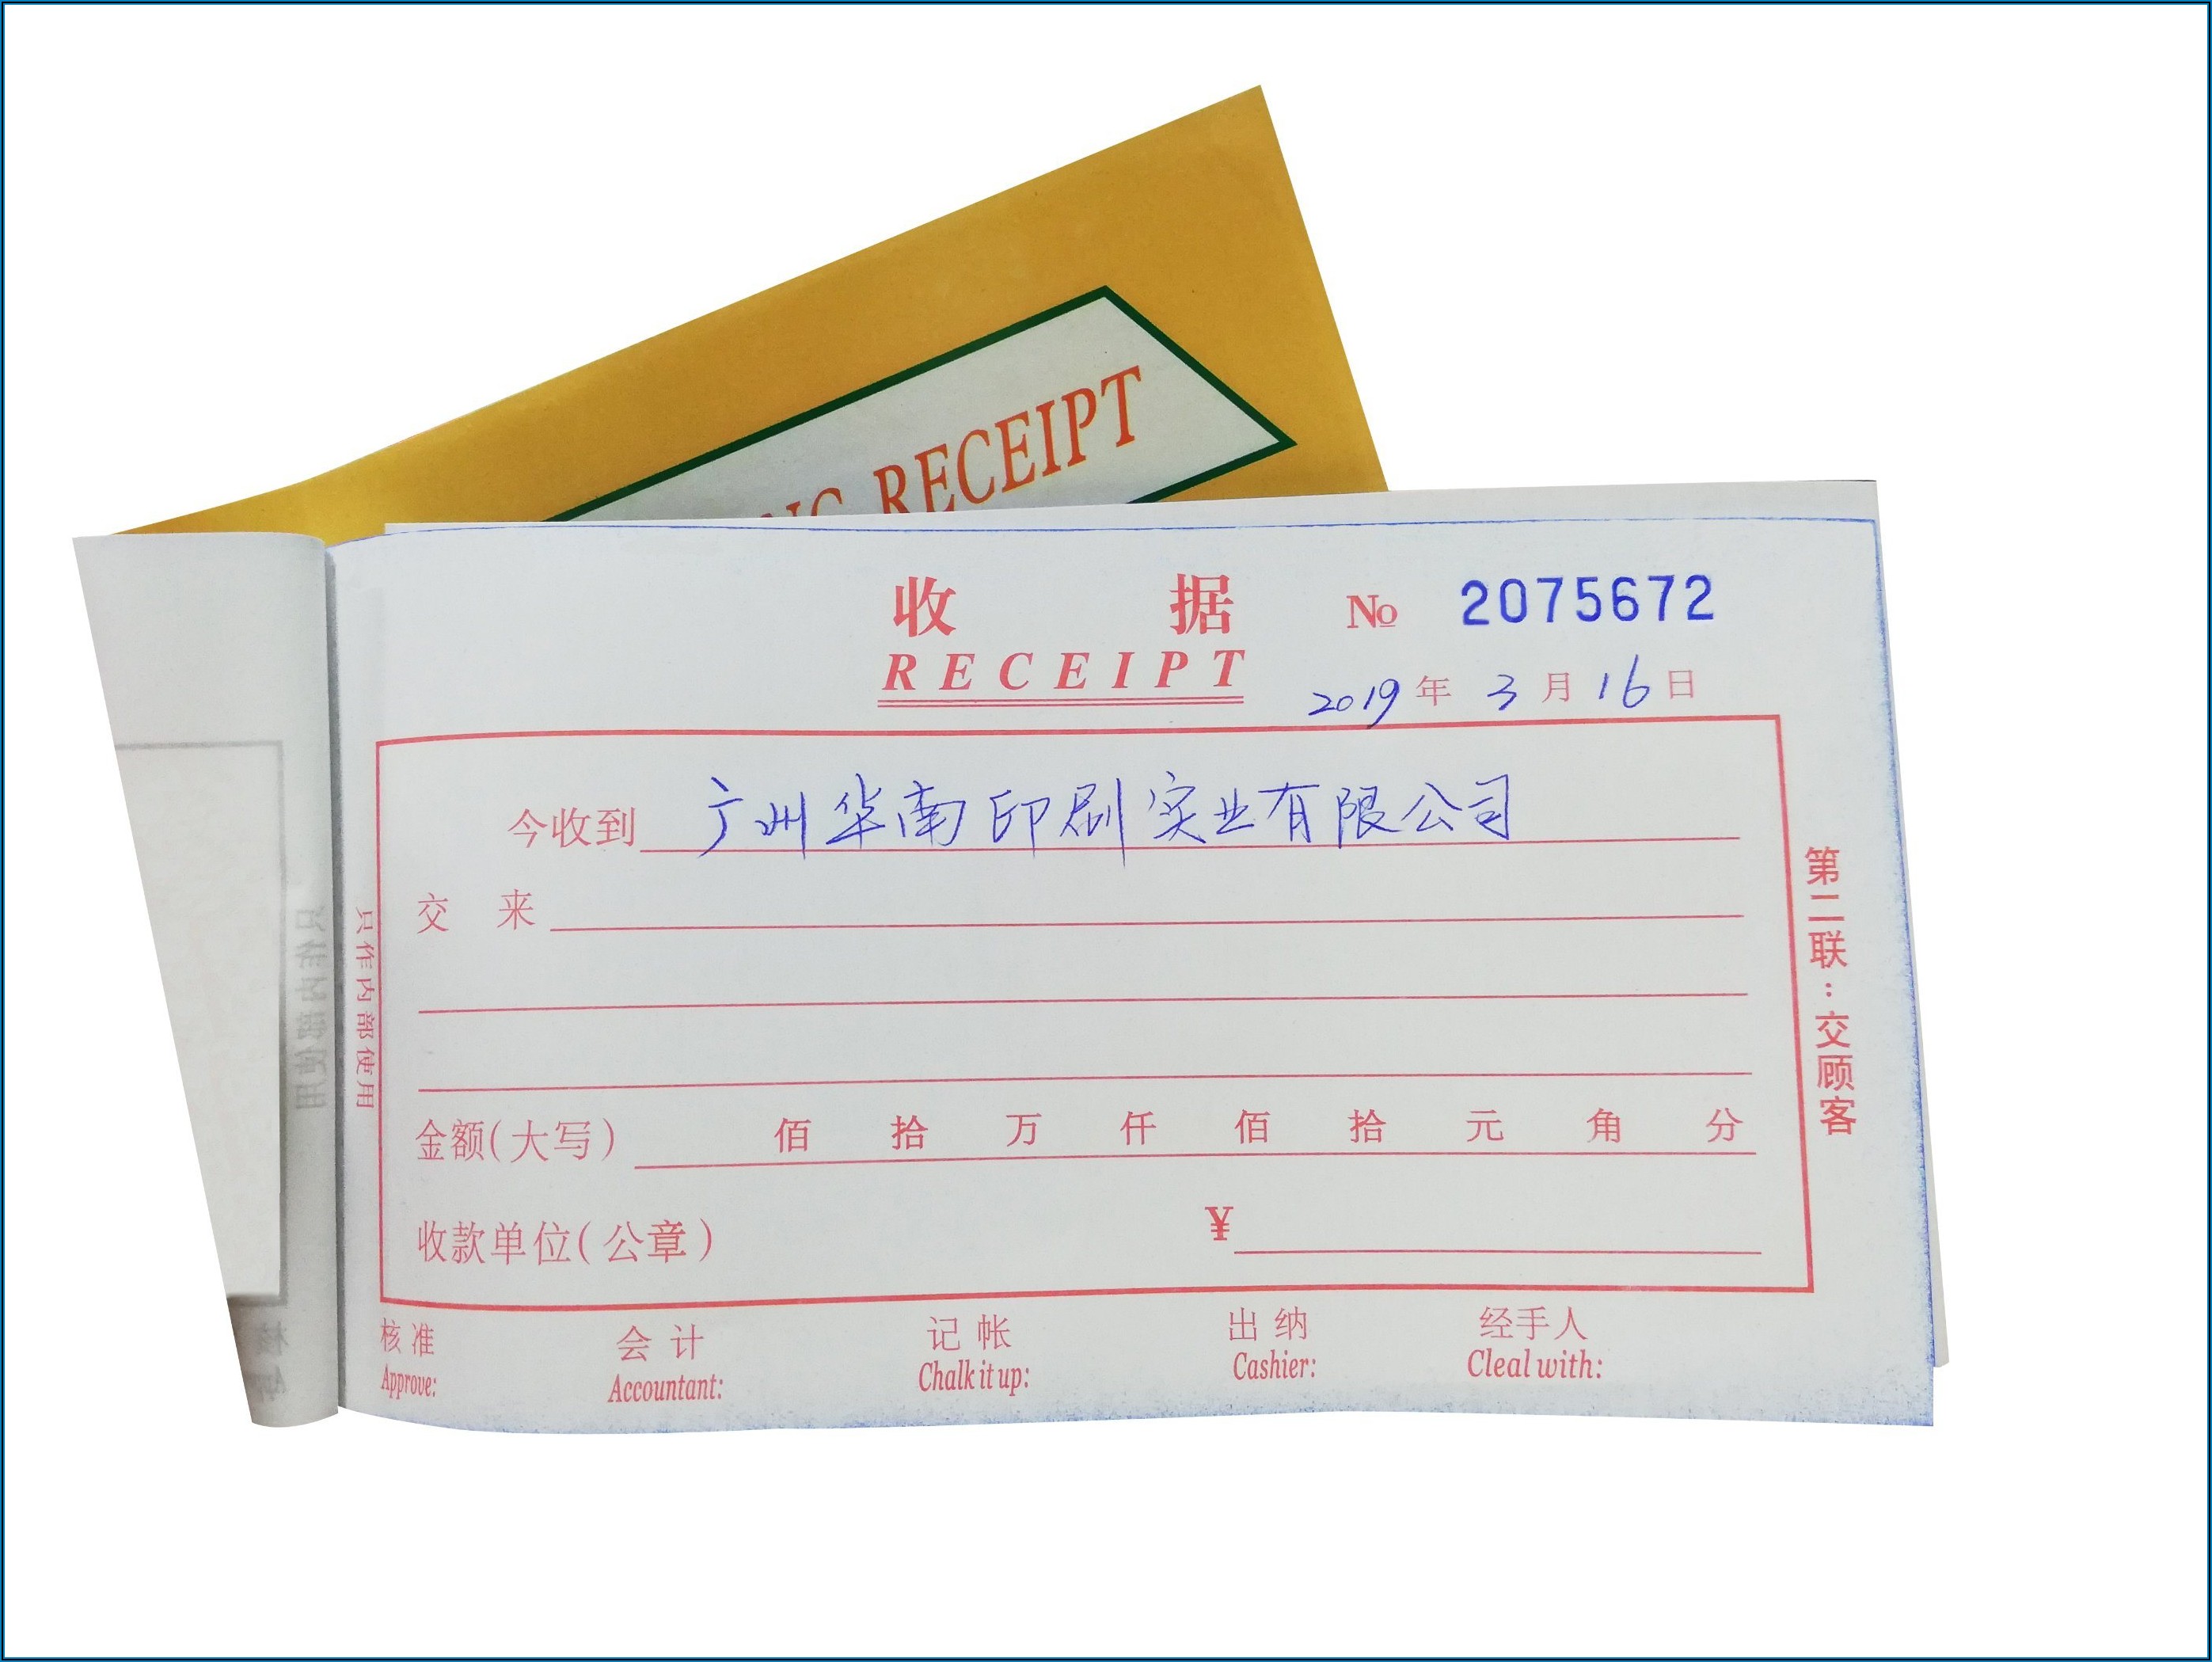 RECEIPT
收 据 No 2075672
RECEIPT
2019 年 3 月 16 日
今收到 广州华南印刷实业有限公司
交 来
金额(大写) 佰 拾 万 仟 佰 拾 元 角 分
收款单位(公章) ¥
核准 会计 记帐 出纳 经手人
Approve: Accountant: Chalk it up: Cashier: Cleal with:
只作内部使用
第二联:交顾客